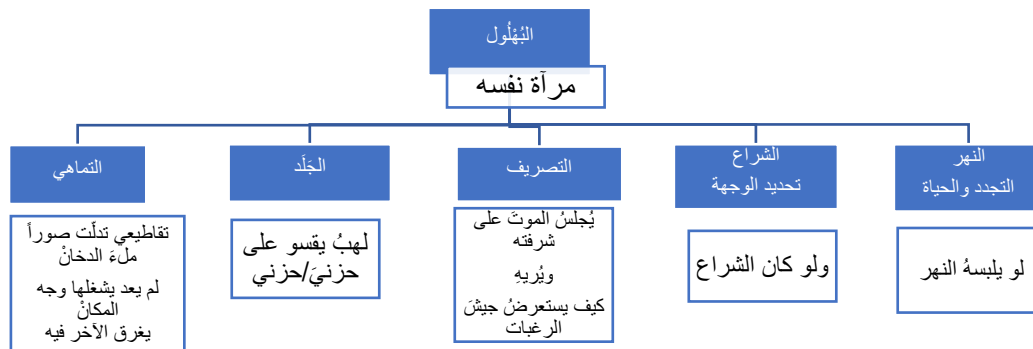 البُهْلُول
مرآة نفسه
النهر
التجدد والحياة
لو يلبسهُ النهر
الشراع
تحديد الوجهة
ولو كان الشراع
التصريف
يُجلسُ الموتَ على
شرفته
ويُريهِ
كيف يستعرضُ جيشَ
الرغبات
الجَلَد
لهبُ يقسو على
حزنيَ/حزني
التماهي
تقاطيعي تدلّت صوراً
ملءَ الدخانْ
لم يعد يشغلها وجه
المكانْ
يغرق الآخر فيه